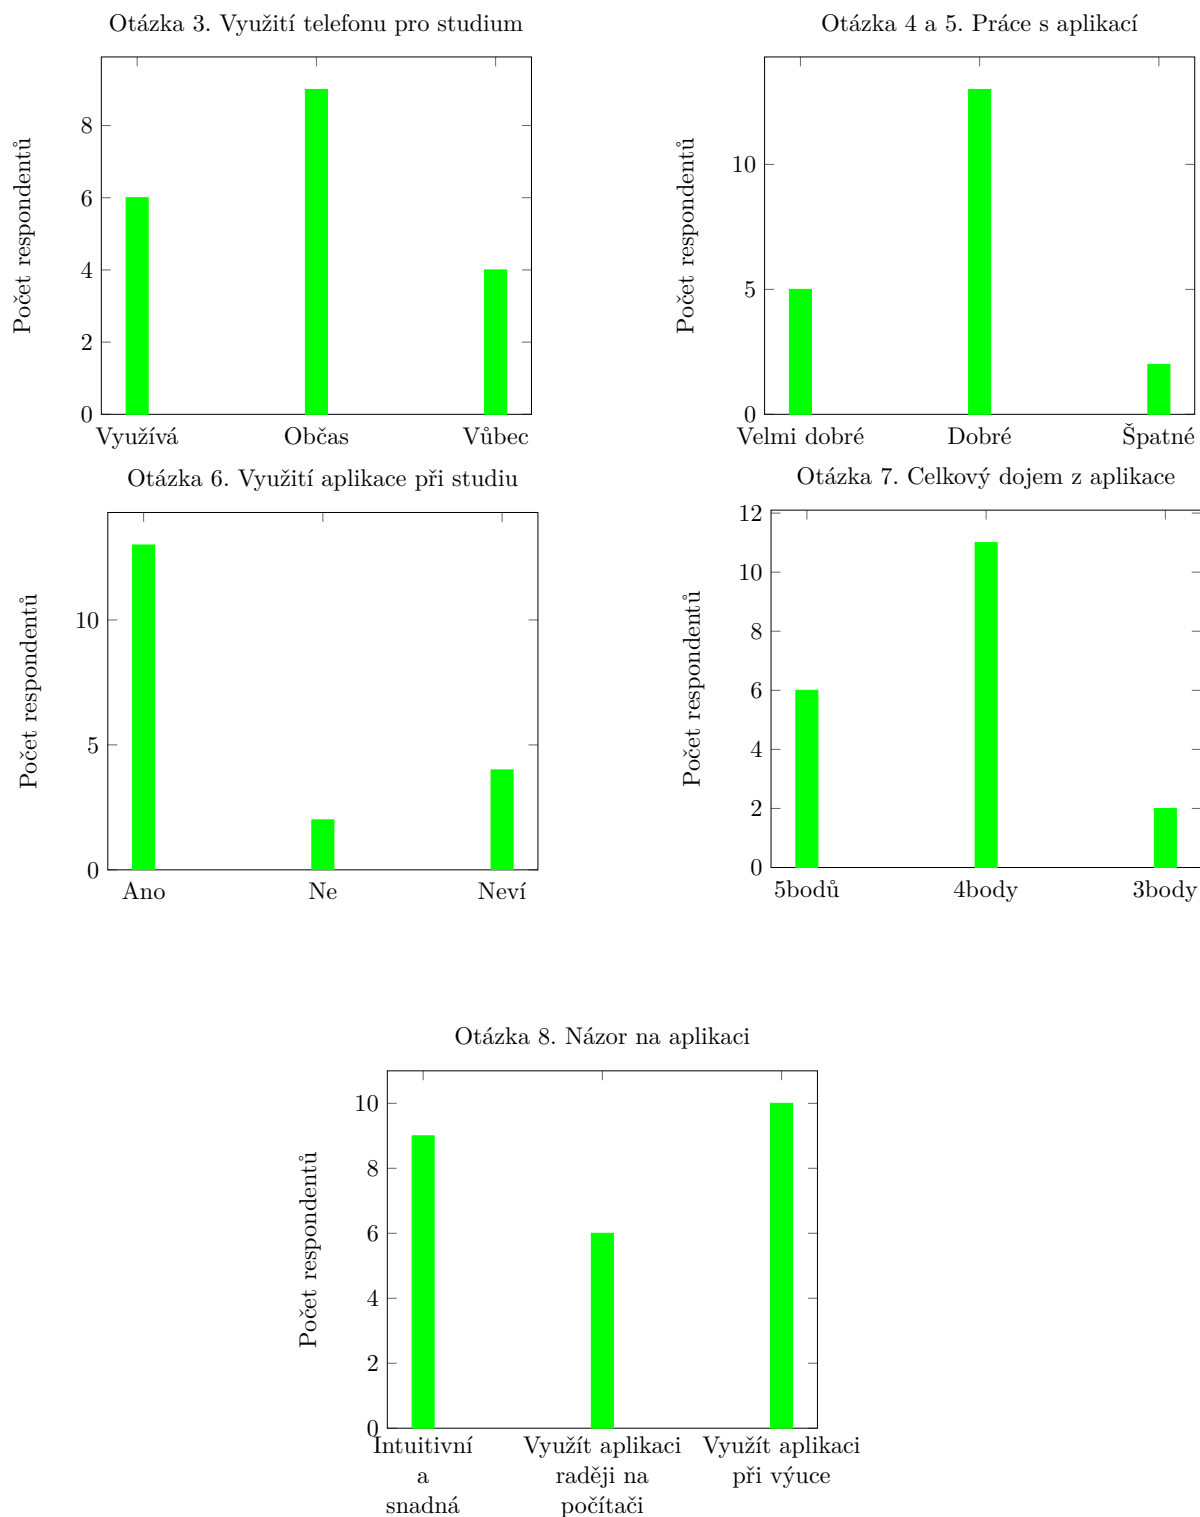 Otázka 3. Využití telefonu pro studium
Počet respondentů
8
6
4
2
0
Využívá Občas Vůbec
Otázka 4 a 5. Práce s aplikací
Počet respondentů
10
5
0
Velmi dobré Dobré Špatné
Otázka 6. Využití aplikace při studiu
Počet respondentů
10
5
0
Ano Ne Neví
Otázka 7. Celkový dojem z aplikace
Počet respondentů
12
10
8
6
4
2
0
5bodů 4body 3body
Otázka 8. Názor na aplikaci
Počet respondentů
10
8
6
4
2
0
Intuitivní
a
snadná
Využít aplikaci
raději na
počítači
Využít aplikaci
při výuce